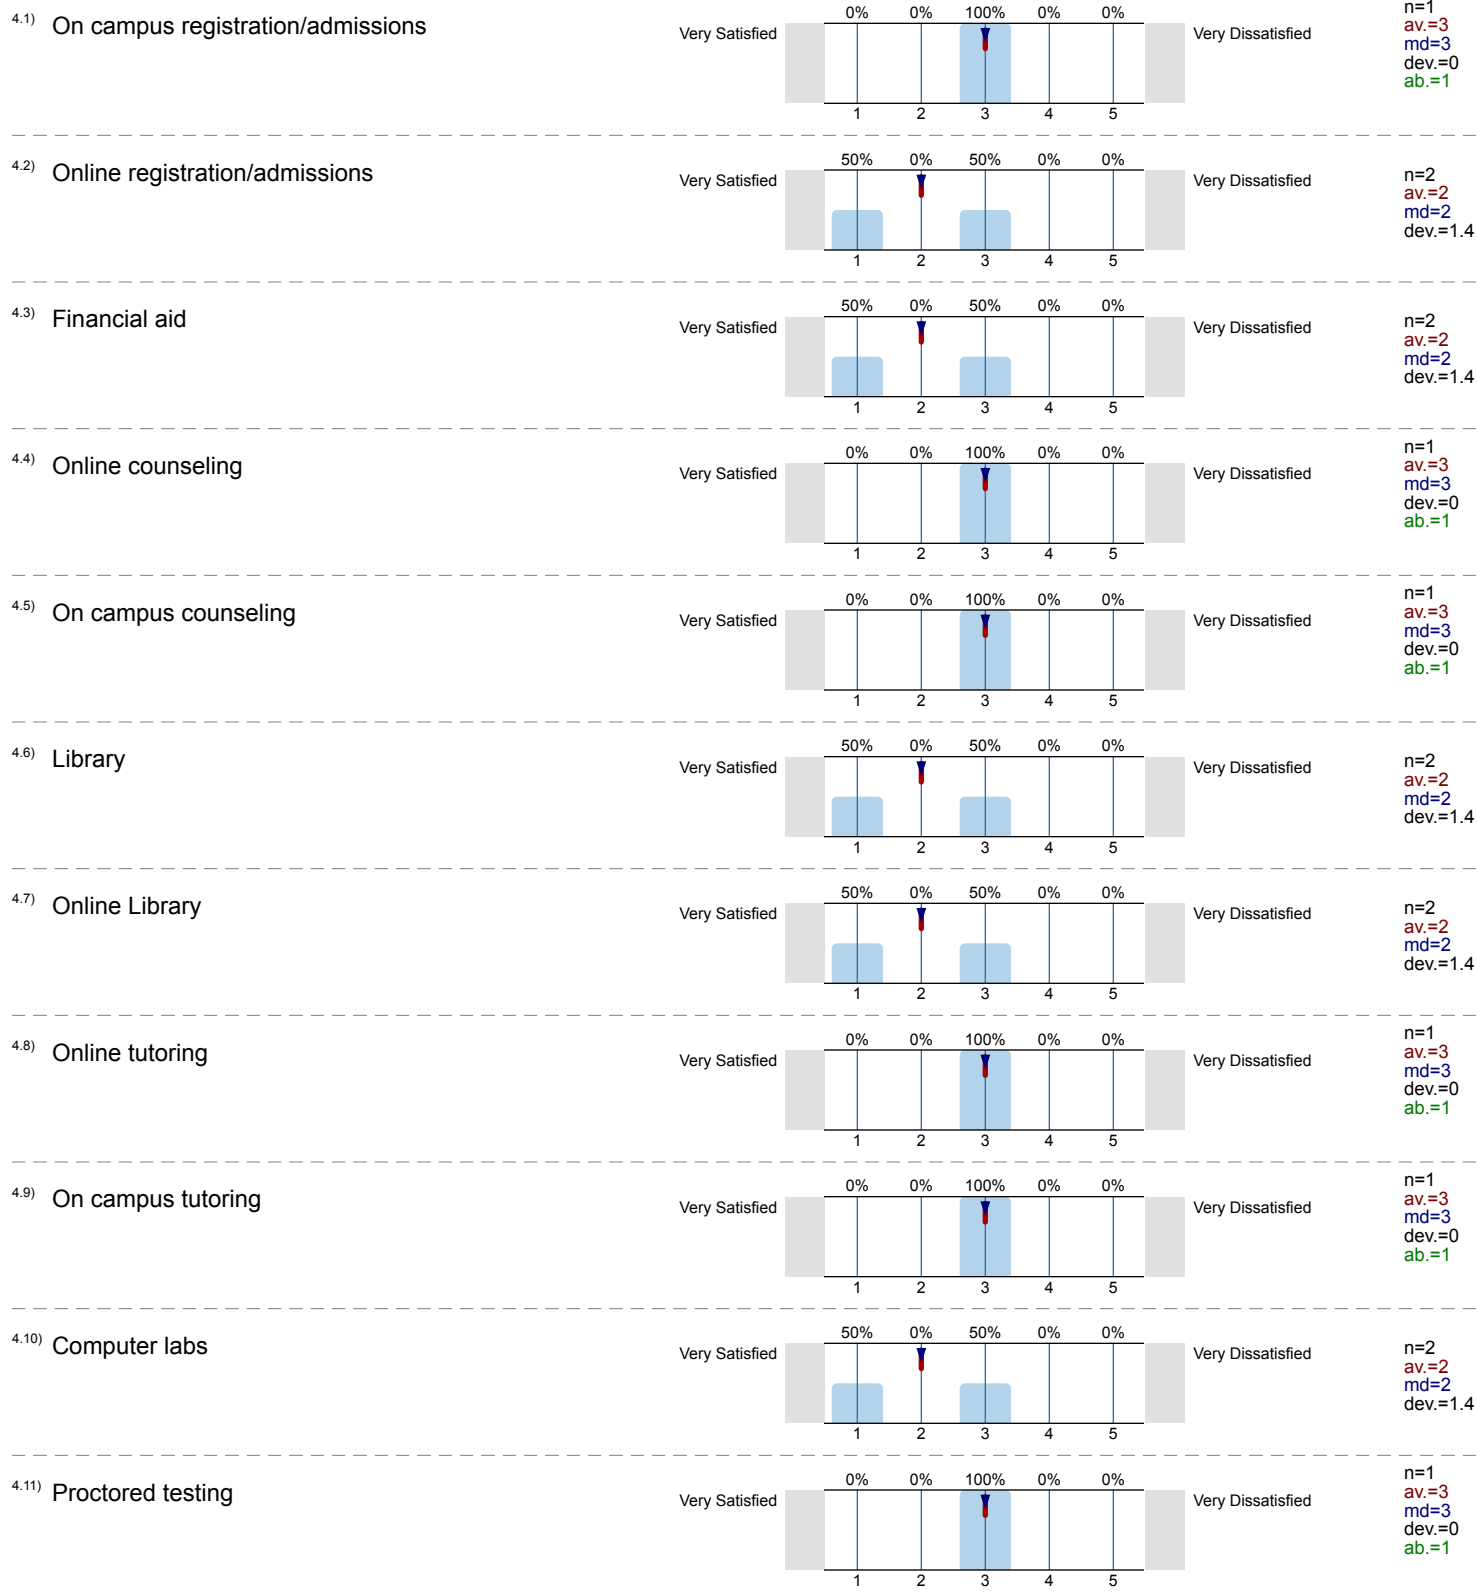 4.1) On campus registration/admissions
0% 0% 100% 0% 0%
Very Satisfied Very Dissatisfied
1 2 3 4 5
n=1
av.=3
md=3
dev.=0
ab.=1
4.2) Online registration/admissions
50% 0% 50% 0% 0%
Very Satisfied Very Dissatisfied
1 2 3 4 5
n=2
av.=2
md=2
dev.=1.4
4.3) Financial aid
50% 0% 50% 0% 0%
Very Satisfied Very Dissatisfied
1 2 3 4 5
n=2
av.=2
md=2
dev.=1.4
4.4) Online counseling
0% 0% 100% 0% 0%
Very Satisfied Very Dissatisfied
1 2 3 4 5
n=1
av.=3
md=3
dev.=0
ab.=1
4.5) On campus counseling
0% 0% 100% 0% 0%
Very Satisfied Very Dissatisfied
1 2 3 4 5
n=1
av.=3
md=3
dev.=0
ab.=1
4.6) Library
50% 0% 50% 0% 0%
Very Satisfied Very Dissatisfied
1 2 3 4 5
n=2
av.=2
md=2
dev.=1.4
4.7) Online Library
50% 0% 50% 0% 0%
Very Satisfied Very Dissatisfied
1 2 3 4 5
n=2
av.=2
md=2
dev.=1.4
4.8) Online tutoring
0% 0% 100% 0% 0%
Very Satisfied Very Dissatisfied
1 2 3 4 5
n=1
av.=3
md=3
dev.=0
ab.=1
4.9) On campus tutoring
0% 0% 100% 0% 0%
Very Satisfied Very Dissatisfied
1 2 3 4 5
n=1
av.=3
md=3
dev.=0
ab.=1
4.10) Computer labs
50% 0% 50% 0% 0%
Very Satisfied Very Dissatisfied
1 2 3 4 5
n=2
av.=2
md=2
dev.=1.4
4.11) Proctored testing
0% 0% 100% 0% 0%
Very Satisfied Very Dissatisfied
1 2 3 4 5
n=1
av.=3
md=3
dev.=0
ab.=1